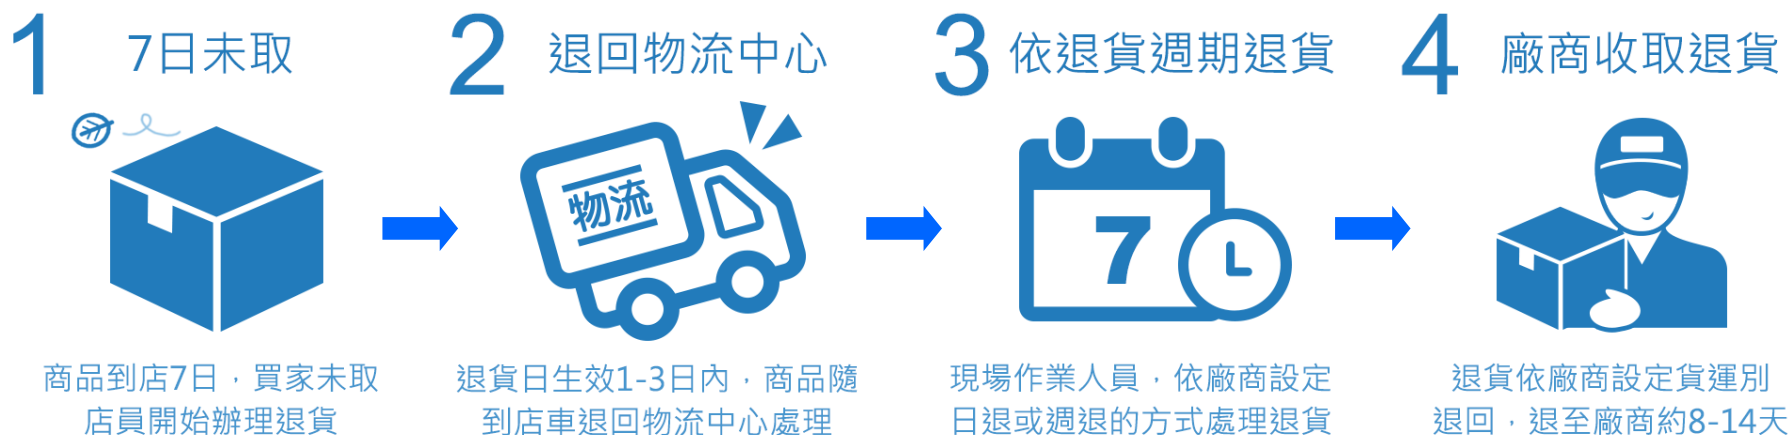 1 7日未取
商品到店7日，買家未取
店員開始辦理退貨
2 退回物流中心
物流
退貨日生效1-3日內，商品隨
到店車退回物流中心處理
3 依退貨週期退貨
7
現場作業人員，依廠商設定
日退或週退的方式處理退貨
4 廠商收取退貨
退貨依廠商設定貨運別
退回，退至廠商約8-14天